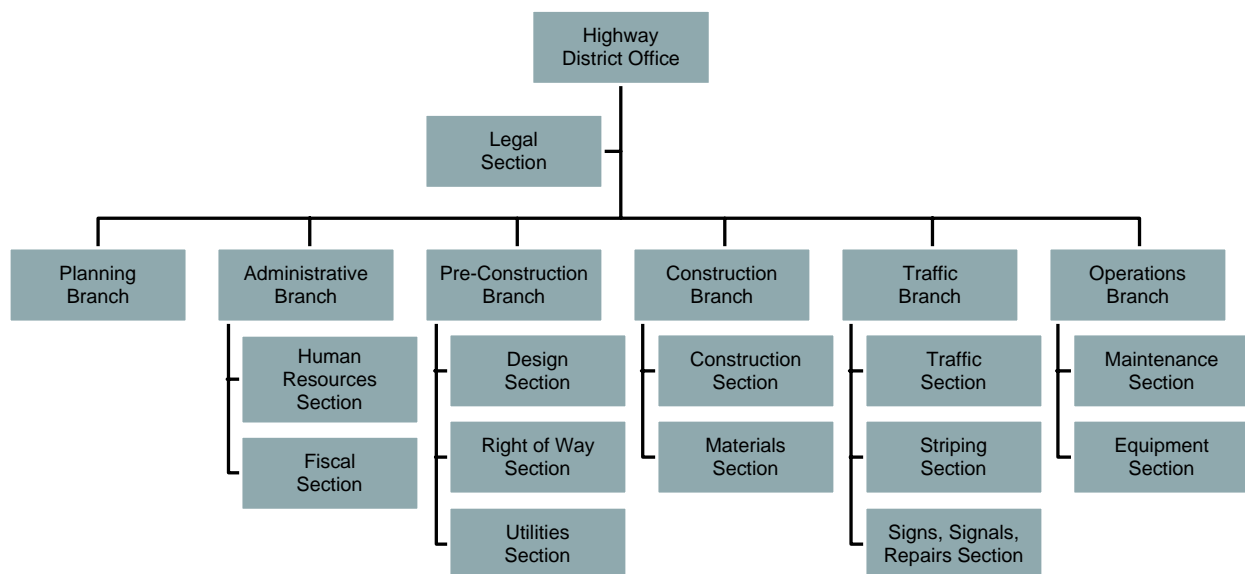 Highway
District Office
Legal
Section
Planning
Branch
Administrative
Branch
Pre-Construction
Branch
Construction
Branch
Traffic
Branch
Operations
Branch
Human
Resources
Section
Fiscal
Section
Design
Section
Right of Way
Section
Utilities
Section
Construction
Section
Materials
Section
Traffic
Section
Striping
Section
Signs, Signals,
Repairs Section
Maintenance
Section
Equipment
Section